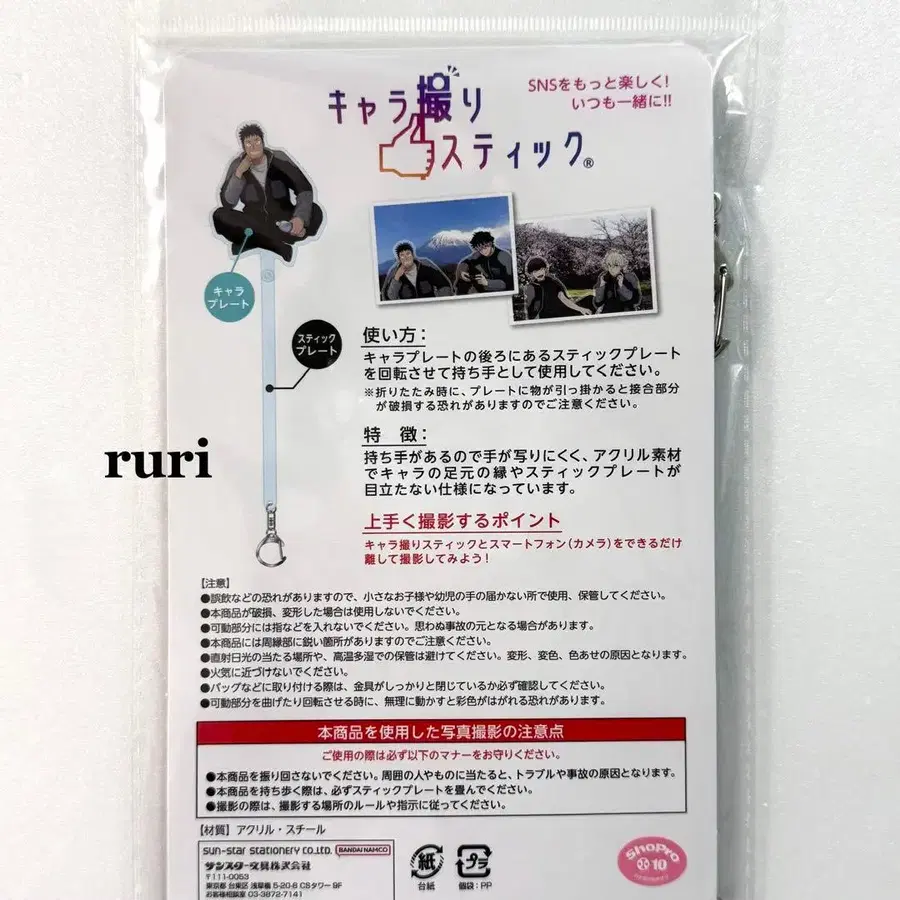 キャラ撮り
スティック®
SNSをもっと楽しく!
いつも一緒に!!
キャラ
プレート
スティック
プレート
使い方:
キャラプレートの後ろにあるスティックプレート
を回転させて持ち手として使用してください。
※折りたたみ時に、プレートに物が引っ掛かると接合部分
が破損する恐れがありますのでご注意ください。
特 徴:
持ち手があるので手が写りにくく、アクリル素材
でキャラの足元の縁やスティックプレートが
目立たない仕様になっています。
ruri
上手く撮影するポイント
キャラ撮りスティックとスマートフォン(カメラ)をできるだけ
離して撮影してみよう!
【注意】
●誤飲などの恐れがありますので、小さなお子様や幼児の手の届かない所で使用、保管してください。
●本商品が破損、変形した場合は使用しないでください。
●可動部分には指などを入れないでください。思わぬ事故の元となる場合があります。
●本商品には周縁部に鋭い箇所がありますのでご注意ください。
●直射日光の当たる場所や、高温多湿での保管は避けてください。変形、変色、色あせの原因となります。
●火気に近づけないでください。
●バッグなどに取り付ける際は、金具がしっかりと閉じているか必ず確認してください。
●可動部分を曲げたり回転させる時に、無理に動かすと彩色がはがれる恐れがあります。
本商品を使用した写真撮影の注意点
ご使用の際は必ず以下のマナーをお守りください。
●本商品を振り回さないでください。周囲の人やものに当たると、トラブルや事故の原因となります。
●本商品を持ち歩く際は、必ずスティックプレートを畳んでください。
●撮影の際は、撮影する場所のルールや指示に従ってください。
【材質】アクリル・スチール
sun-star stationery co.,ltd. BANDAI NAMCO
サンスター文具株式会社
〒111-0053
東京都 台東区 浅草橋 5-20-8 CSタワー 9F
お客様相談室 03-3872-7141
紙
台紙
プラ
個袋:PP
ShoPro
10